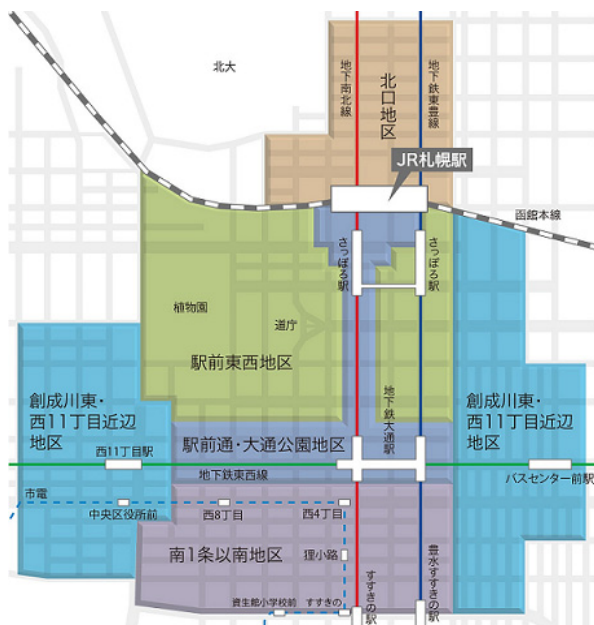 北大
地下南北線
北口地区
地下鉄東豊線
JR札幌駅
函館本線
さっぽろ駅
さっぽろ駅
植物園
道庁
駅前東西地区
創成川東・
西11丁目近辺
地区
地下鉄大通駅
創成川東・
西11丁目近辺
地区
駅前通・大通公園地区
西11丁目駅
地下鉄東西線
バスセンター前駅
市電
中央区役所前
西8丁目
西4丁目
南1条以南地区
狸小路
豊水すすきの駅
すすきの駅
資生館小学校前
すすきの